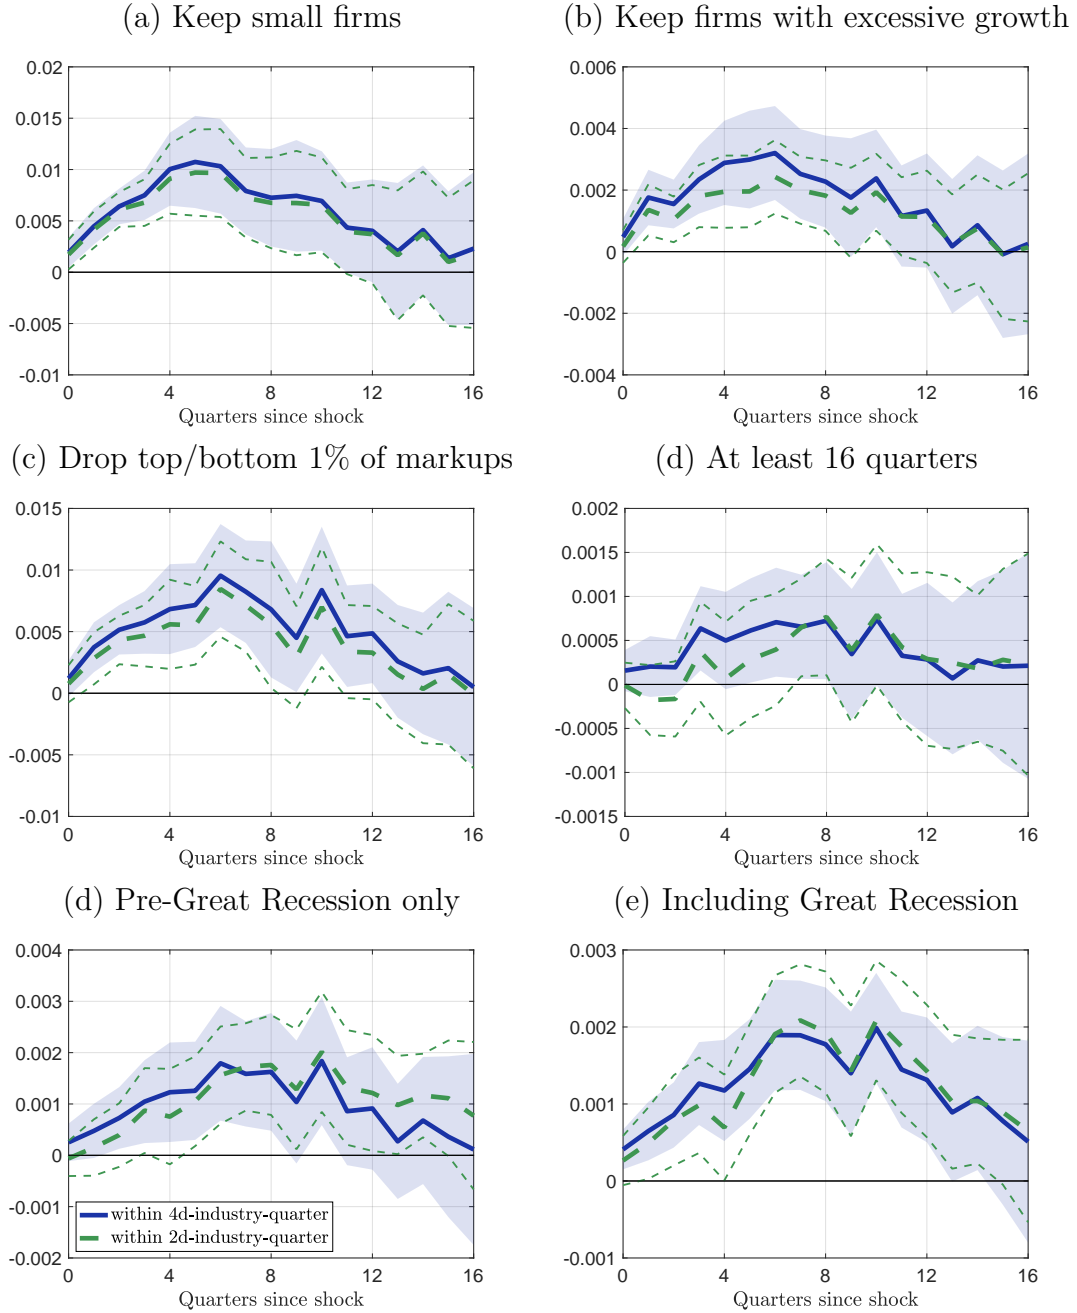 (a) Keep small firms
0.02
0.015
0.01
0.005
0
-0.005
-0.01
0 4 8 12 16
Quarters since shock
(b) Keep firms with excessive growth
0.006
0.004
0.002
0
-0.002
-0.004
0 4 8 12 16
Quarters since shock
(c) Drop top/bottom 1% of markups
0.015
0.01
0.005
0
-0.005
-0.01
0 4 8 12 16
Quarters since shock
(d) At least 16 quarters
0.002
0.0015
0.001
0.0005
0
-0.0005
-0.001
-0.0015
0 4 8 12 16
Quarters since shock
(d) Pre-Great Recession only
0.004
0.003
0.002
0.001
0
-0.001
-0.002
within 4d-industry-quarter
within 2d-industry-quarter
0 4 8 12 16
Quarters since shock
(e) Including Great Recession
0.003
0.002
0.001
0
-0.001
0 4 8 12 16
Quarters since shock